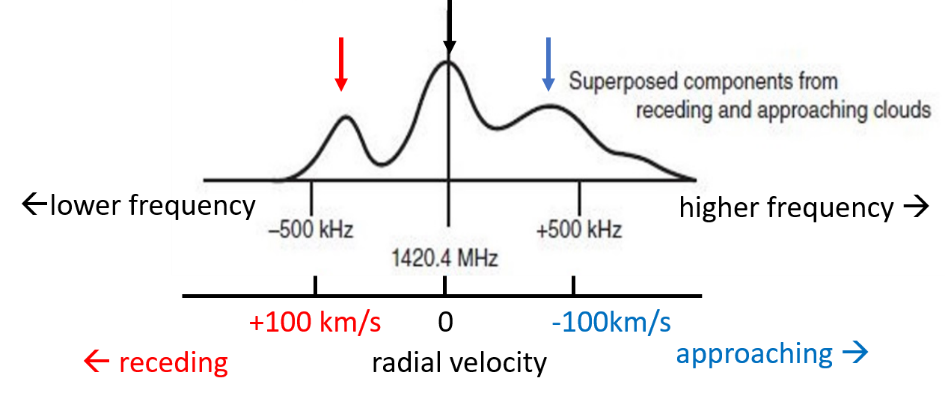 Superposed components from
receding and approaching clouds
←lower frequency
higher frequency →
–500 kHz
+500 kHz
1420.4 MHz
+100 km/s
0
-100km/s
← receding
radial velocity
approaching →